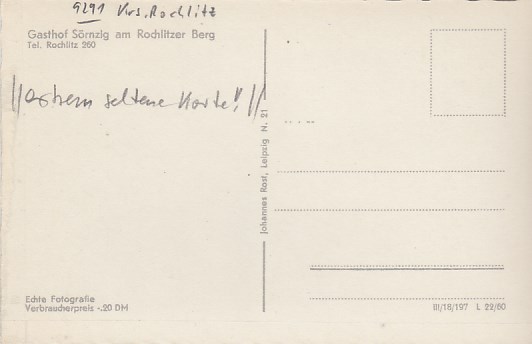 9291 Krs. Rochlitz
Gasthof Sörnzig am Rochlitzer Berg
Tel. Rochlitz 260
//extrem seltene Karte!!//
Johannes Rost, Leipzig N. 21
Echte Fotografie
Verbraucherpreis -.20 DM
III/18/197 L 22/60